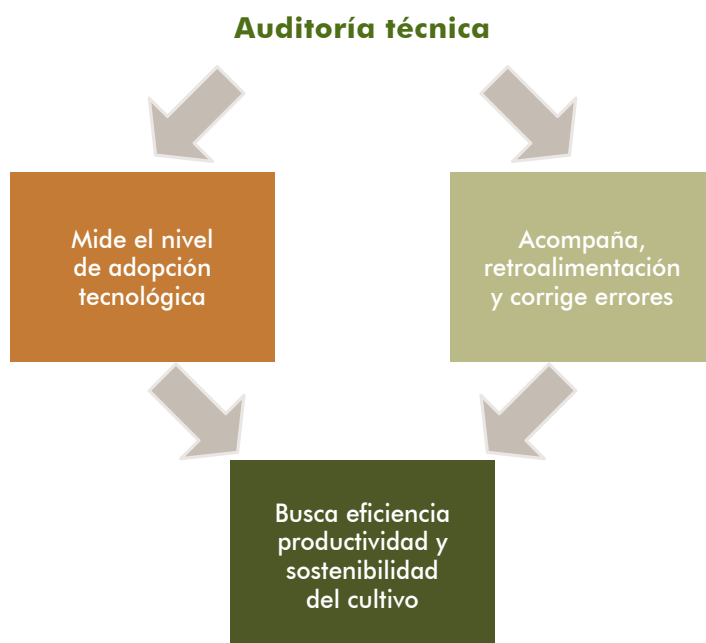 Auditoría técnica
Mide el nivel
de adopción
tecnológica
Acompaña,
retroalimentación
y corrige errores
Busca eficiencia
productividad y
sostenibilidad
del cultivo